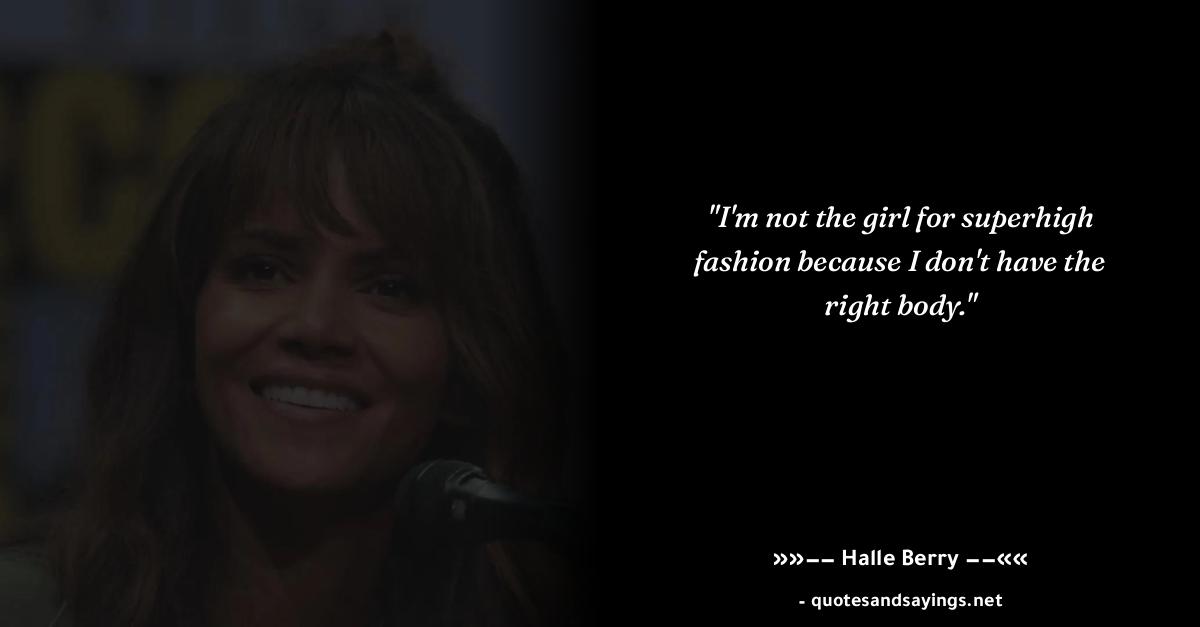 "I'm not the girl for superhigh
fashion because I don't have the
right body."
»»−− Halle Berry −−««
- quotesandsayings.net